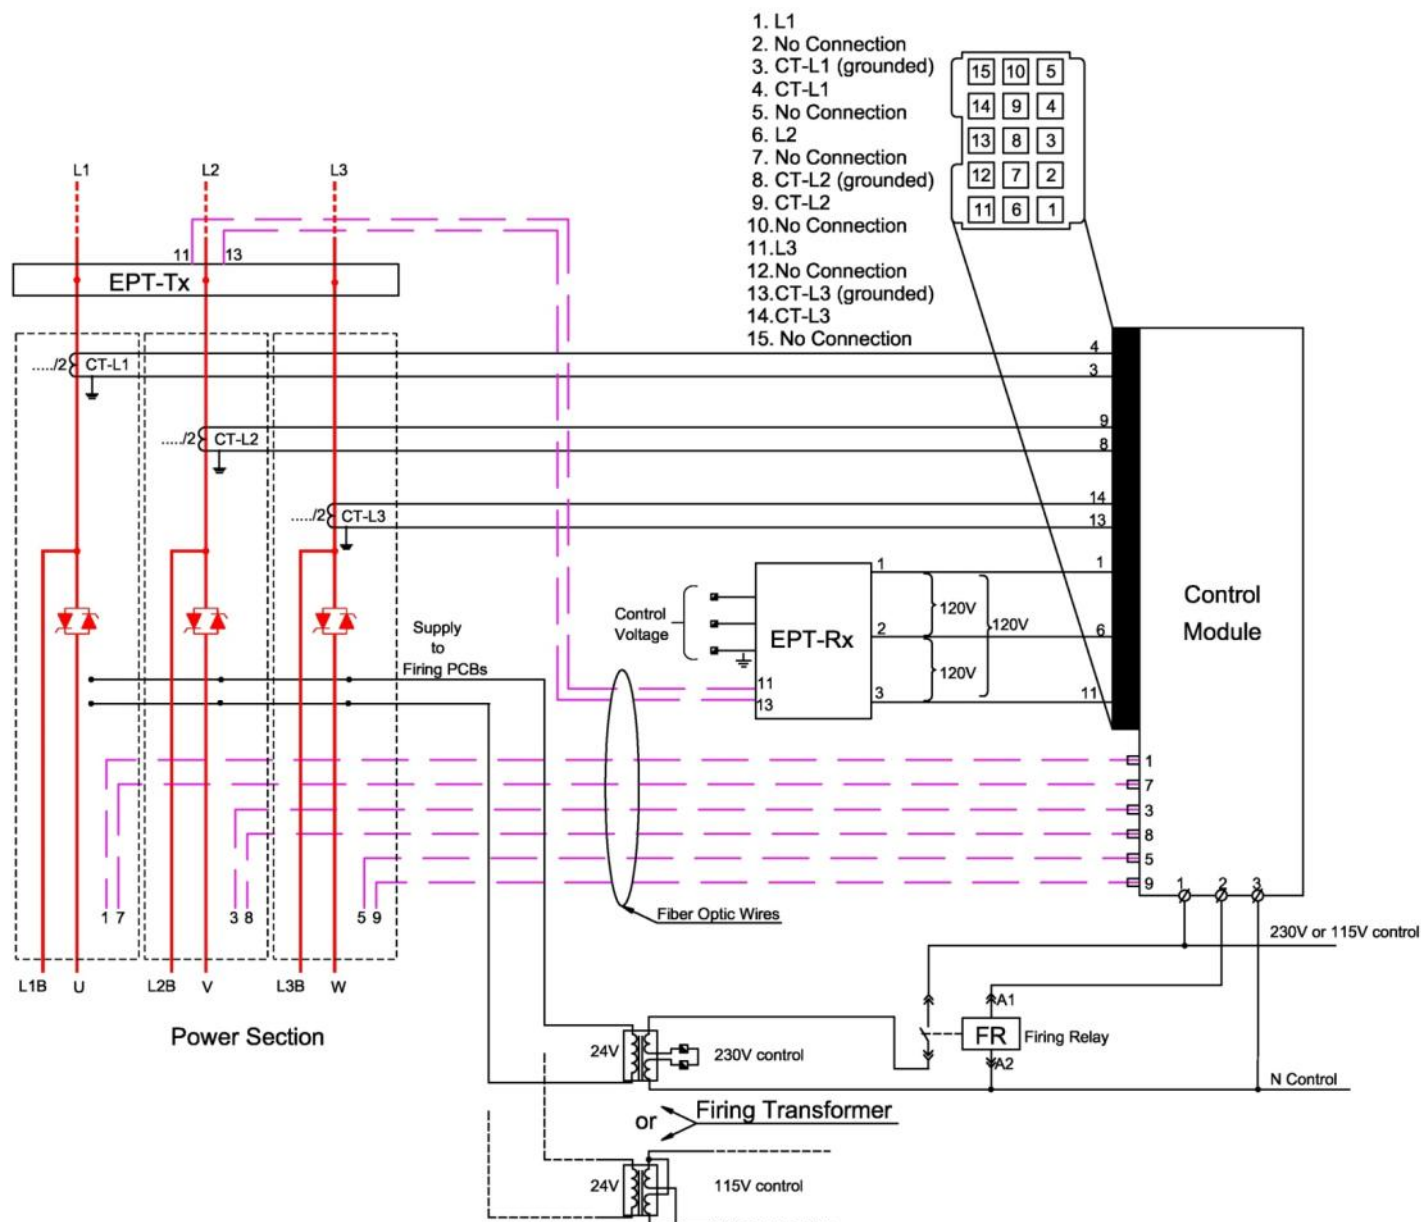 1. L1
2. No Connection
3. CT-L1 (grounded)
4. CT-L1
5. No Connection
6. L2
7. No Connection
8. CT-L2 (grounded)
9. CT-L2
10.No Connection
11.L3
12.No Connection
13.CT-L3 (grounded)
14.CT-L3
15. No Connection
15 10 5
14 9 4
13 8 3
12 7 2
11 6 1
L1 L2 L3
11 13
EPT-Tx
...../2 CT-L1
...../2 CT-L2
...../2 CT-L3
4
3
9
8
14
13
1
6
11
Control
Module
Control
Voltage
EPT-Rx
1
2
3
11
13
120V
120V
120V
Supply
to
Firing PCBs
1
7
3
8
5
9
1 2 3
1 7 3 8 5 9
Fiber Optic Wires
230V or 115V control
L1B U L2B V L3B W
Power Section
A1
FR
Firing Relay
A2
24V
230V control
N Control
or
Firing Transformer
24V
115V control